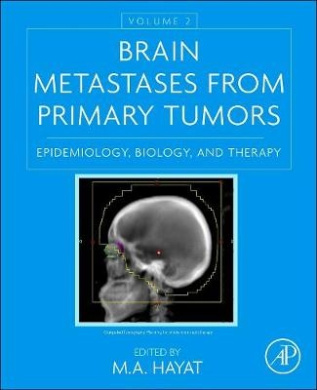 VOLUME 2
BRAIN
METASTASES FROM
PRIMARY TUMORS
EPIDEMIOLOGY, BIOLOGY, AND THERAPY
EDITED BY
M.A. HAYAT